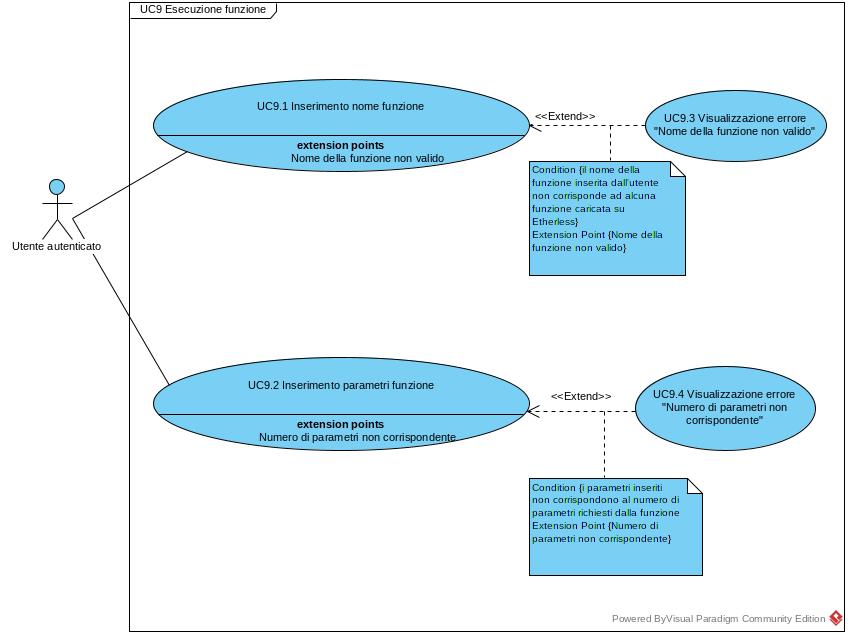 UC9 Esecuzione funzione
UC9.1 Inserimento nome funzione
extension points
Nome della funzione non valido
<<Extend>>
UC9.3 Visualizzazione errore
"Nome della funzione non valido"
Condition {il nome della
funzione inserita dall'utente
non corrisponde ad alcuna
funzione caricata su
Etherless}
Extension Point {Nome della
funzione non valido}
Utente autenticato
UC9.2 Inserimento parametri funzione
extension points
Numero di parametri non corrispondente
<<Extend>>
UC9.4 Visualizzazione errore
"Numero di parametri non
corrispondente"
Condition {i parametri inseriti
non corrispondono al numero di
parametri richiesti dalla funzione
Extension Point {Numero di
parametri non corrispondente}
Powered ByVisual Paradigm Community Edition